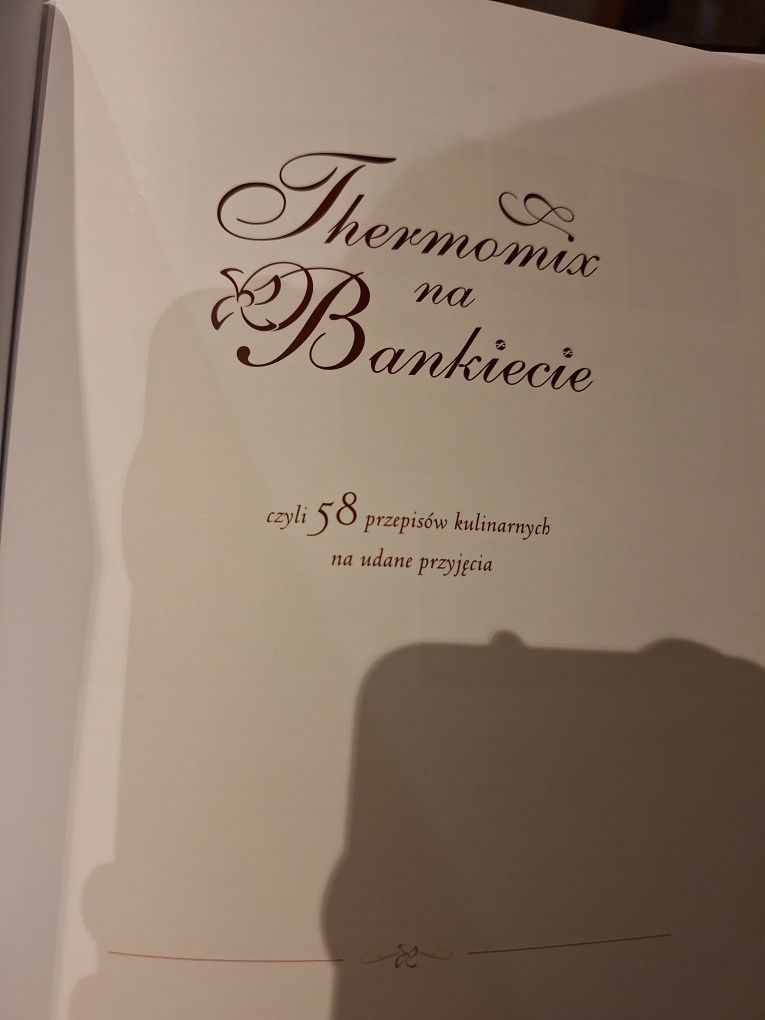 Thermomix
na
Bankiecie
czyli 58 przepisów kulinarnych
na udane przyjęcia